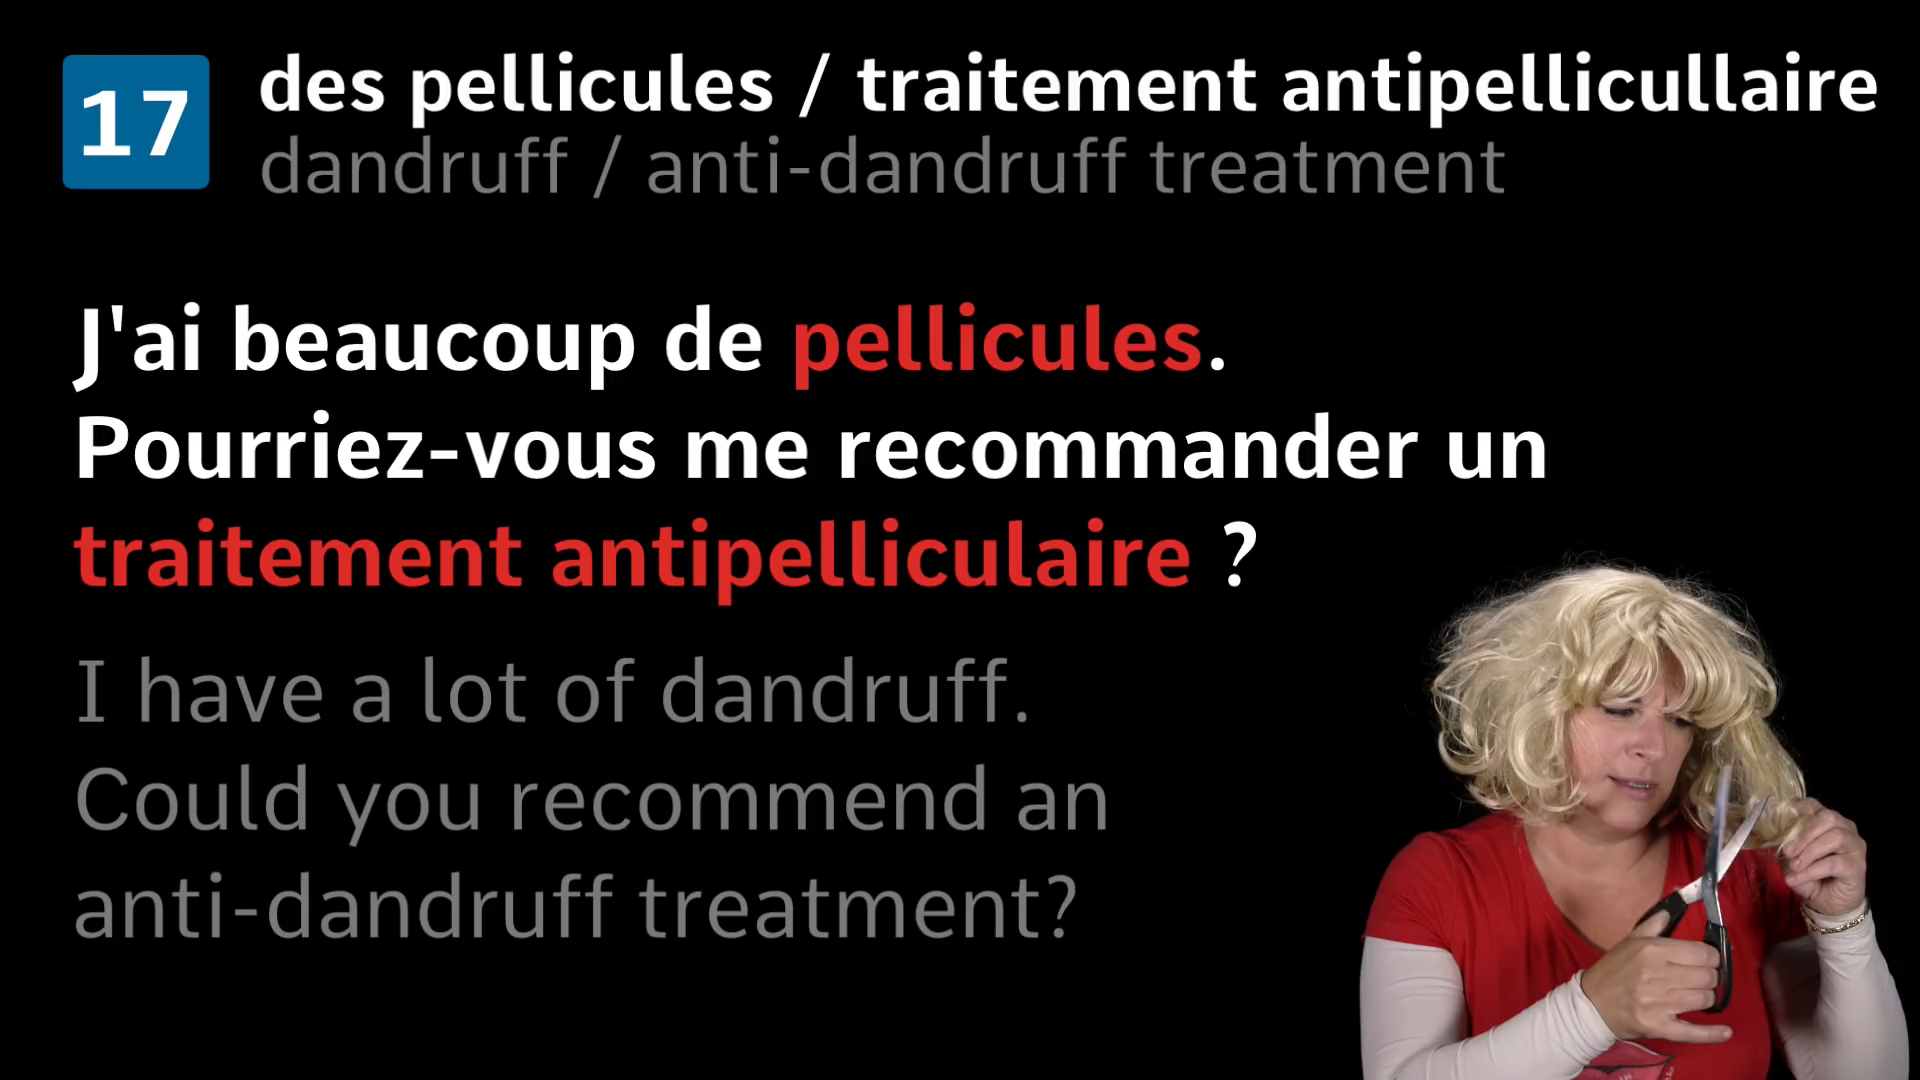 17
des pellicules / traitement antipellicullaire
dandruff / anti-dandruff treatment
J'ai beaucoup de pellicules.
Pourriez-vous me recommander un
traitement antipelliculaire ?
I have a lot of dandruff.
Could you recommend an
anti-dandruff treatment?